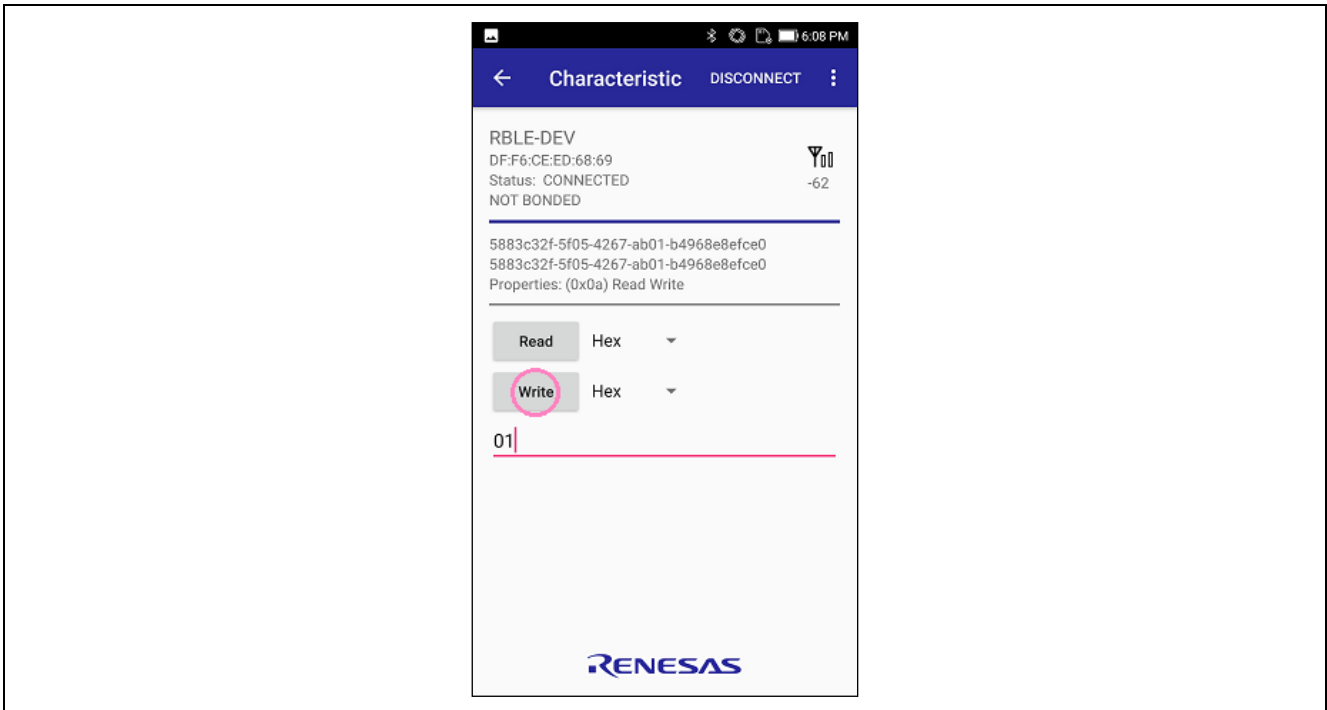 6:08 PM
Characteristic DISCONNECT
RBLE-DEV
DF:F6:CE:ED:68:69
Status: CONNECTED
-62
NOT BONDED
5883c32f-5f05-4267-ab01-b4968e8efce0
5883c32f-5f05-4267-ab01-b4968e8efce0
Properties: (0x0a) Read Write
Read Hex
Write Hex
01
RENESAS